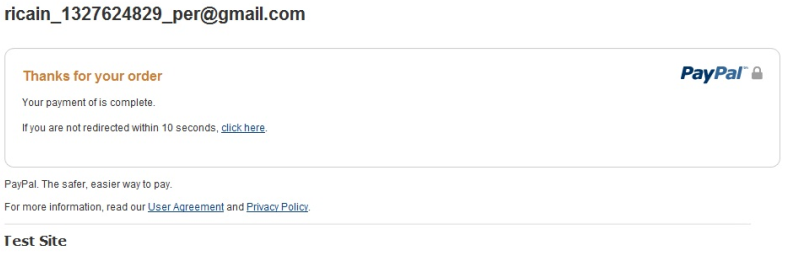 ricain_1327624829_per@gmail.com
Thanks for your order
PayPal™
Your payment of is complete.
If you are not redirected within 10 seconds, click here.
PayPal. The safer, easier way to pay.
For more information, read our User Agreement and Privacy Policy.
Test Site